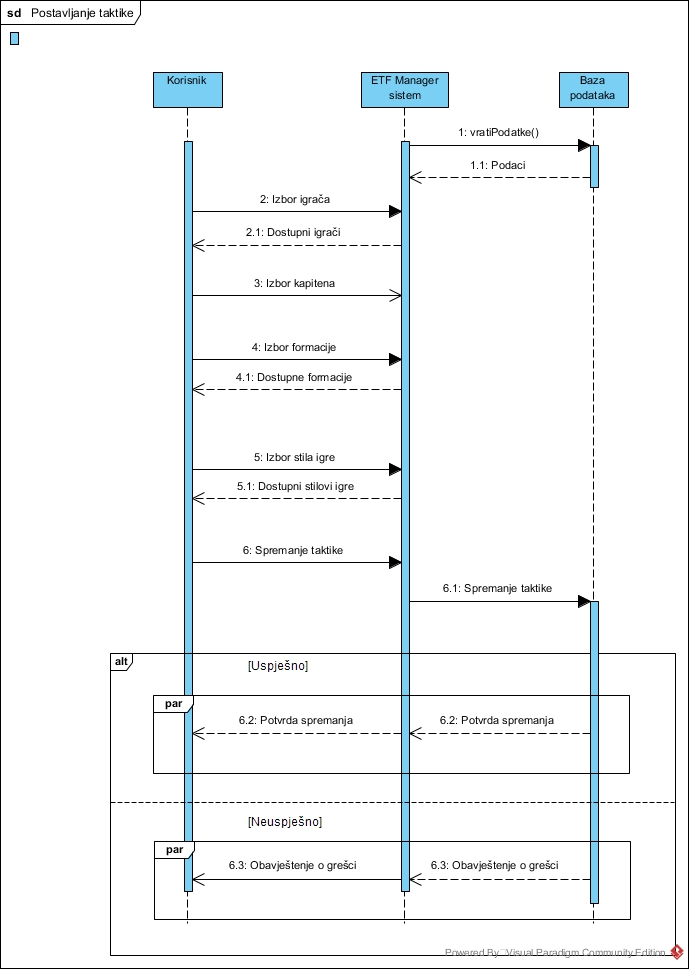 sd Postavljanje taktike
Korisnik
ETF Manager
sistem
Baza
podataka
1: vratiPodatke()
1.1: Podaci
2: Izbor igrača
2.1: Dostupni igrači
3: Izbor kapitena
4: Izbor formacije
4.1: Dostupne formacije
5: Izbor stila igre
5.1: Dostupni stilovi igre
6: Spremanje taktike
6.1: Spremanje taktike
alt
[Uspješno]
par
6.2: Potvrda spremanja
6.2: Potvrda spremanja
[Neuspješno]
par
6.3: Obavještenje o grešci
6.3: Obavještenje o grešci
Powered By Visual Paradigm Community Edition